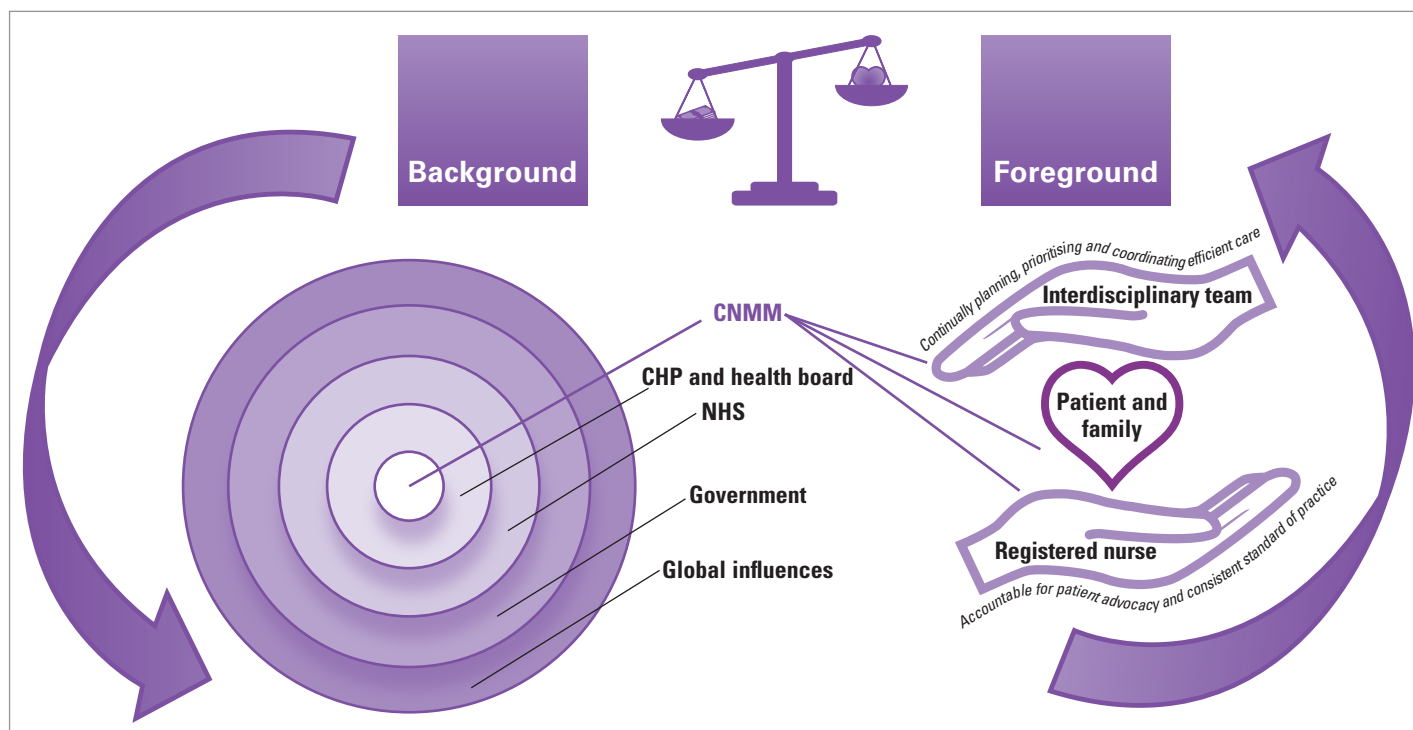 Background
Foreground
Continually planning, prioritising and coordinating efficient care
Interdisciplinary team
CNMM
CHP and health board
NHS
Patient and
family
Government
Registered nurse
Global influences
Accountable for patient advocacy and consistent standard of practice